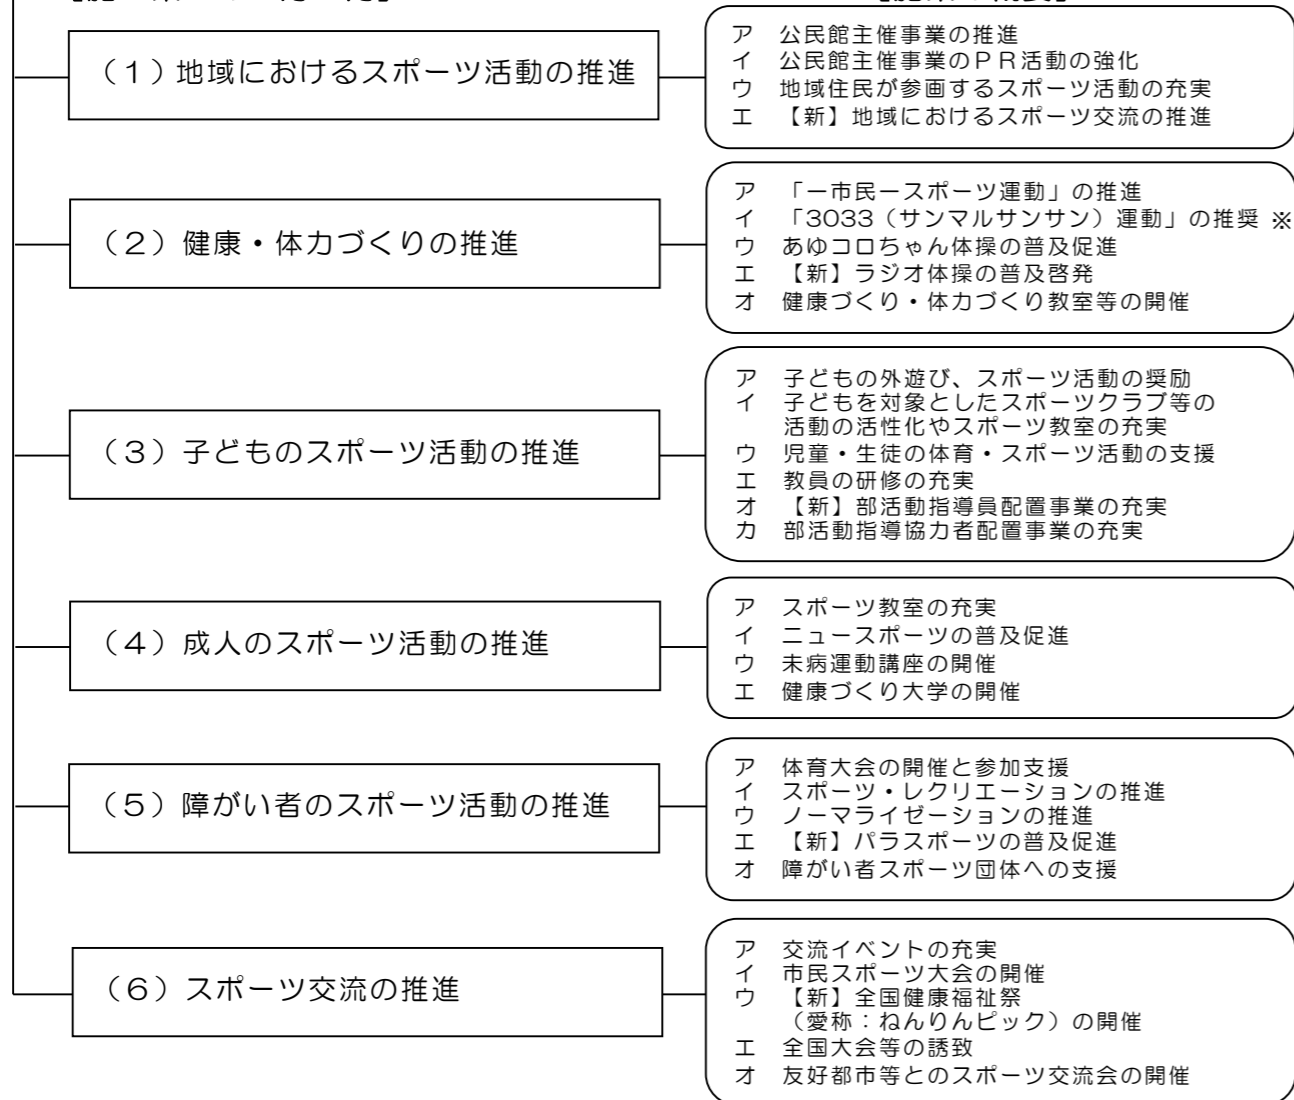 （１）地域におけるスポーツ活動の推進
ア　公民館主催事業の推進
イ　公民館主催事業のＰＲ活動の強化
ウ　地域住民が参画するスポーツ活動の充実
エ　【新】地域におけるスポーツ交流の推進
（２）健康・体力づくりの推進
ア　「一市民一スポーツ運動」の推進
イ　「3033（サンマルサンサン）運動」の推奨 ※
ウ　あゆコロちゃん体操の普及促進
エ　【新】ラジオ体操の普及啓発
オ　健康づくり・体力づくり教室等の開催
（３）子どものスポーツ活動の推進
ア　子どもの外遊び、スポーツ活動の奨励
イ　子どもを対象としたスポーツクラブ等の
活動の活性化やスポーツ教室の充実
ウ　児童・生徒の体育・スポーツ活動の支援
エ　教員の研修の充実
オ　【新】部活動指導員配置事業の充実
カ　部活動指導協力者配置事業の充実
（４）成人のスポーツ活動の推進
ア　スポーツ教室の充実
イ　ニュースポーツの普及促進
ウ　未病運動講座の開催
エ　健康づくり大学の開催
（５）障がい者のスポーツ活動の推進
ア　体育大会の開催と参加支援
イ　スポーツ・レクリエーションの推進
ウ　ノーマライゼーションの推進
エ　【新】パラスポーツの普及促進
オ　障がい者スポーツ団体への支援
（６）スポーツ交流の推進
ア　交流イベントの充実
イ　市民スポーツ大会の開催
ウ　【新】全国健康福祉祭
（愛称：ねんりんピック）の開催
エ　全国大会等の誘致
オ　友好都市等とのスポーツ交流会の開催